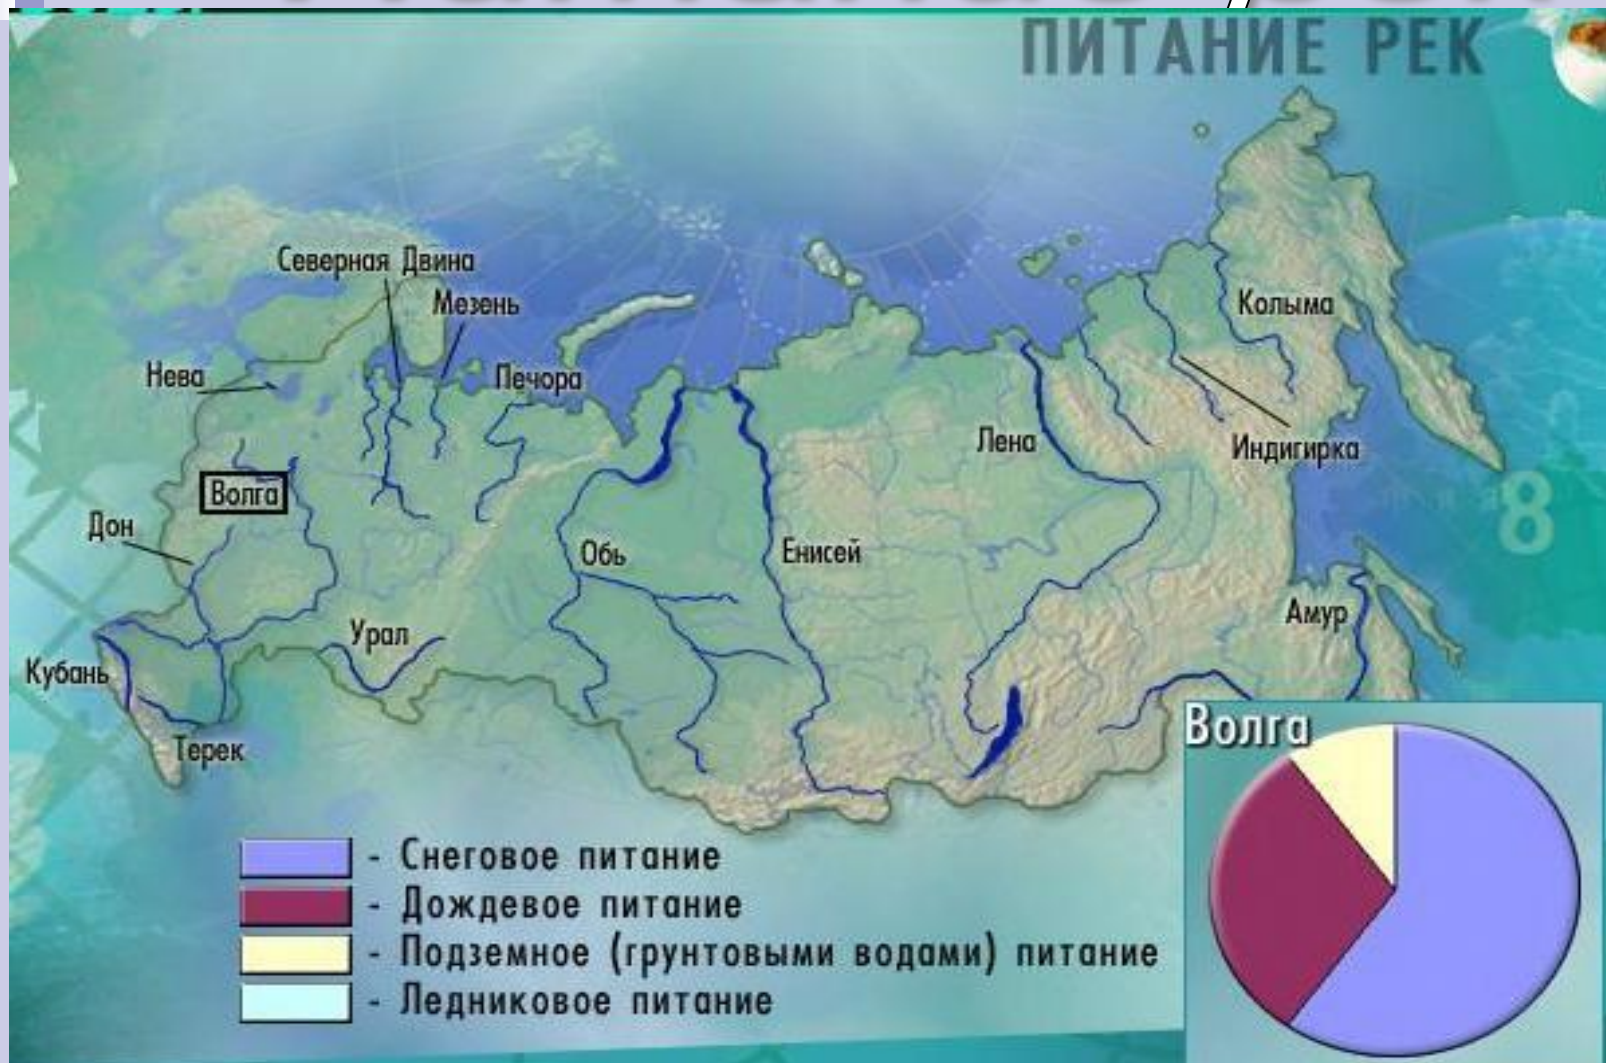 ПИТАНИЕ РЕК
Северная Двина
Мезень
Колыма
Нева
Печора
Лена
Индигирка
Волга
8
Дон
Обь
Енисей
Амур
Урал
Кубань
Терек
Волга
- Снеговое питание
- Дождевое питание
- Подземное (грунтовыми водами) питание
- Ледниковое питание